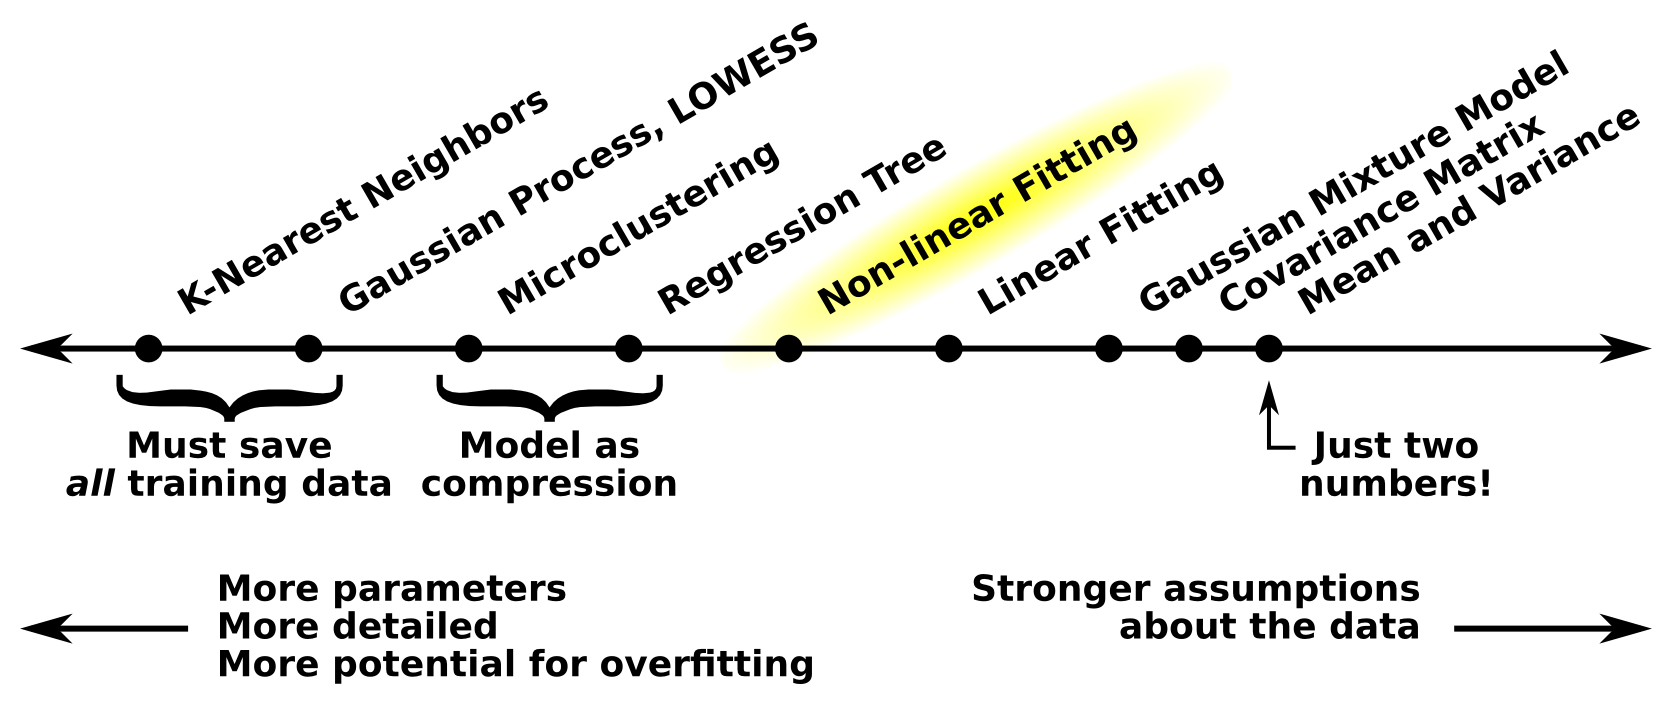 K-Nearest Neighbors
Gaussian Process, LOWESS
Microclustering
Regression Tree
Non-linear Fitting
Linear Fitting
Gaussian Mixture Model
Covariance Matrix
Mean and Variance
Must save
all training data
Model as
compression
Just two
numbers!
More parameters
More detailed
More potential for overfitting
Stronger assumptions
about the data